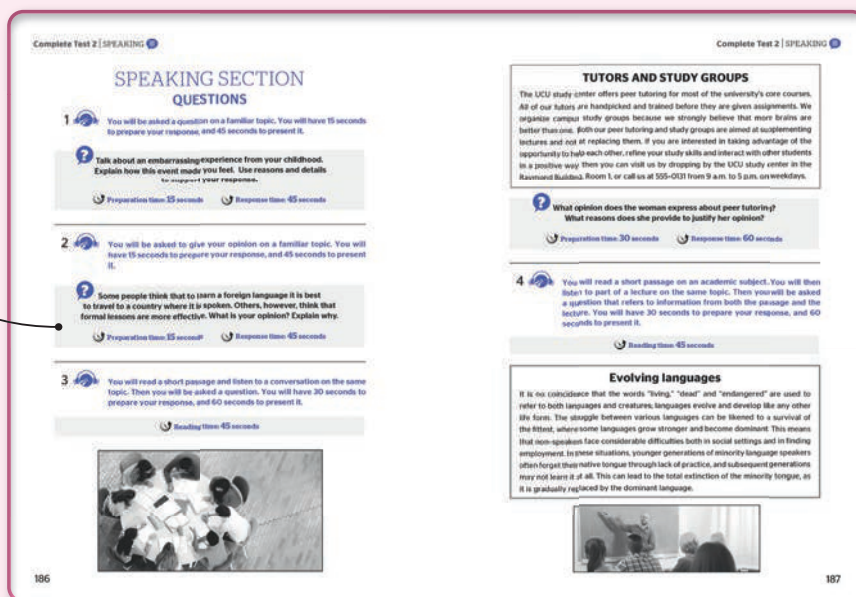 Complete Test 2 | SPEAKING
SPEAKING SECTION
QUESTIONS
1 You will be asked a question on a familiar topic. You will have 15 seconds
to prepare your response, and 45 seconds to present it.
? Talk about an embarrassing experience from your childhood.
Explain how this event made you feel. Use reasons and details
to support your response.
Preparation time: 15 seconds Response time: 45 seconds
2 You will be asked to give your opinion on a familiar topic. You will
have 15 seconds to prepare your response, and 45 seconds to present
it.
? Some people think that to learn a foreign language it is best
to travel to a country where it is spoken. Others, however, think that
formal lessons are more effective. What is your opinion? Explain why.
Preparation time: 15 seconds Response time: 45 seconds
3 You will read a short passage and listen to a conversation on the same
topic. Then you will be asked a question. You will have 30 seconds to
prepare your response, and 60 seconds to present it.
Reading time: 45 seconds
186
Complete Test 2 | SPEAKING
TUTORS AND STUDY GROUPS
The UCU study center offers peer tutoring for most of the university's core courses.
All of our tutors are handpicked and trained before they are given assignments. We
organize campus study groups because we strongly believe that more brains are
better than one. Both our peer tutoring and study groups are aimed at supplementing
lectures and not at replacing them. If you are interested in taking advantage of the
opportunity to help each other, refine your study skills and interact with other students
in a positive way then you can visit us by dropping by the UCU study center in the
Raymond Building, Room 1, or call us at 555-0131 from 9 a.m. to 5 p.m. on weekdays.
? What opinion does the woman express about peer tutoring?
What reasons does she provide to justify her opinion?
Preparation time: 30 seconds Response time: 60 seconds
4 You will read a short passage on an academic subject. You will then
listen to part of a lecture on the same topic. Then you will be asked
a question that refers to information from both the passage and the
lecture. You will have 30 seconds to prepare your response, and 60
seconds to present it.
Reading time: 45 seconds
Evolving languages
It is no coincidence that the words "living," "dead" and "endangered" are used to
refer to both languages and creatures, languages evolve and develop like any other
life form. The struggle between various languages can be likened to a survival of
the fittest, where some languages grow stronger and become dominant. This means
that non-speakers face considerable difficulties both in social settings and in finding
employment. In these situations, younger generations of minority language speakers
often forget their native tongue through lack of practice, and subsequent generations
may not learn it at all. This can lead to the total extinction of the minority tongue, as
it is gradually replaced by the dominant language.
187